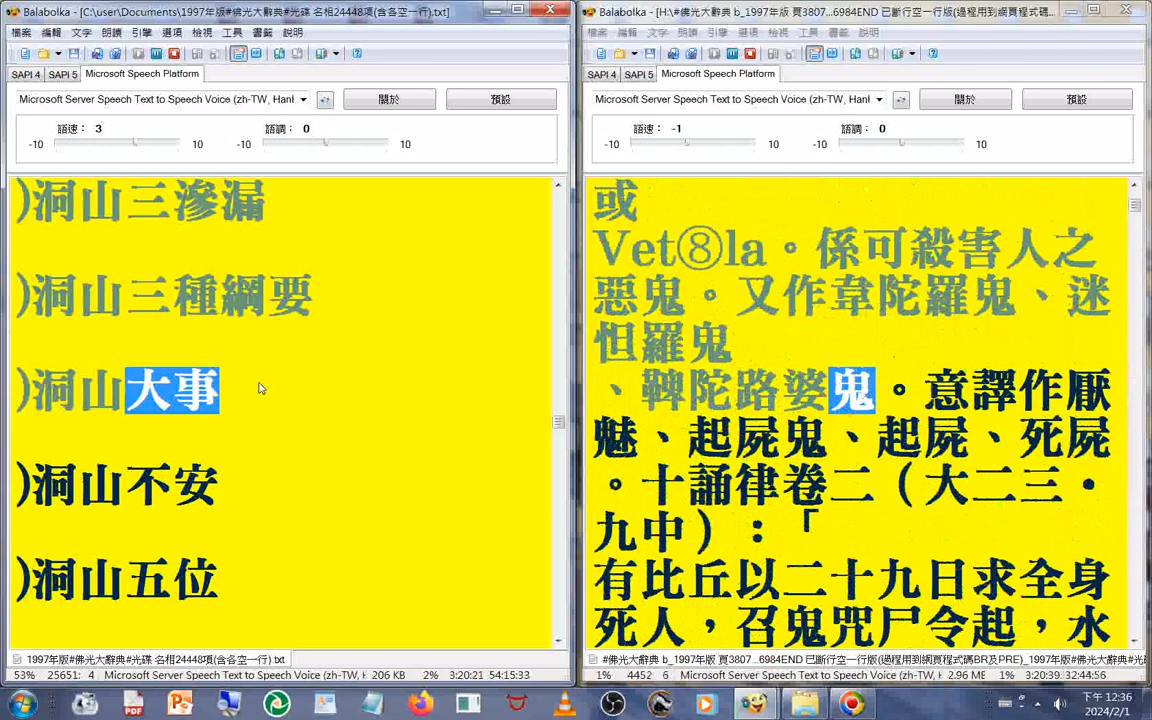 Balabolka - [C:\user\Documents\1997年版#佛光大辭典#光碟 名相24448項(含各空一行).txt]
檔案 編輯 文字 朗讀 引擎 選項 檢視 工具 書籤 說明
SAPI 4 SAPI 5 Microsoft Speech Platform
Microsoft Server Speech Text to Speech Voice (zh-TW, Hanl 關於 預設
語速： 3 語調： 0
-10 10 -10 10
)洞山三滲漏
)洞山三種綱要
)洞山大事
)洞山不安
)洞山五位
1997年版#佛光大辭典#光碟 名相24448項(含各空一行).txt
53% 25651: 4 Microsoft Server Speech Text to Speech Voice (zh-TW, Hanl 206 KB 2% 3:20:21 54:15:33
Balabolka - [H:\#佛光大辭典 b_1997年版 頁3807...6984END 已斷行空一行版(過程用到網頁程式碼...
檔案 編輯 文字 朗讀 引擎 選項 檢視 工具 書籤 說明
SAPI 4 SAPI 5 Microsoft Speech Platform
Microsoft Server Speech Text to Speech Voice (zh-TW, Hanl 關於 預設
語速： -1 語調： 0
-10 10 -10 10
或
Vet⑧la。係可殺害人之
惡鬼。又作韋陀羅鬼、迷
怛羅鬼
、鞞陀路婆鬼。意譯作厭
魅、起屍鬼、起屍、死屍
。十誦律卷二（大二三・
九中）：「
有比丘以二十九日求全身
死人，召鬼咒尸令起，水
#佛光大辭典 b_1997年版 頁3807...6984END 已斷行空一行版(過程用到網頁程式碼BR及PRE)_1997年版#光
1% 4452 6 Microsoft Server Speech Text to Speech Voice (zh-TW, Hanl 2.96 MB 1% 3:20:39 32:44:56
下午 12:36
2024/2/1